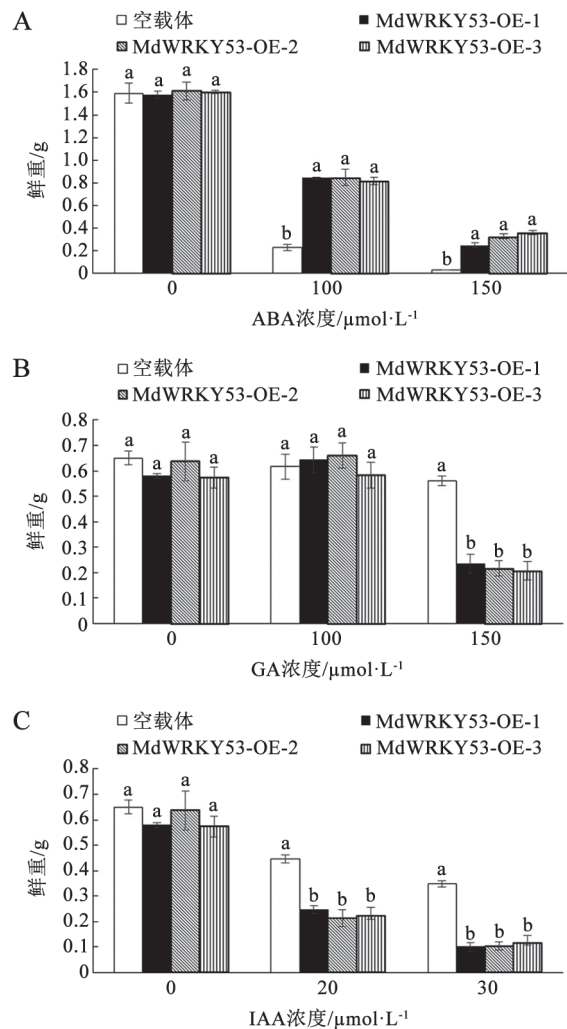 A
空载体 MdWRKY53-OE-1
MdWRKY53-OE-2 MdWRKY53-OE-3
鲜重/g
1.8
1.6
1.4
1.2
1.0
0.8
0.6
0.4
0.2
0
a a a a
b a a a
b a a a
0 100 150
ABA浓度/μmol·L⁻¹
B
空载体 MdWRKY53-OE-1
MdWRKY53-OE-2 MdWRKY53-OE-3
鲜重/g
0.8
0.7
0.6
0.5
0.4
0.3
0.2
0.1
0
a a a a
a a a a
a b b b
0 100 150
GA浓度/μmol·L⁻¹
C
空载体 MdWRKY53-OE-1
MdWRKY53-OE-2 MdWRKY53-OE-3
鲜重/g
0.8
0.7
0.6
0.5
0.4
0.3
0.2
0.1
0
a a a a
a b b b
a b b b
0 20 30
IAA浓度/μmol·L⁻¹